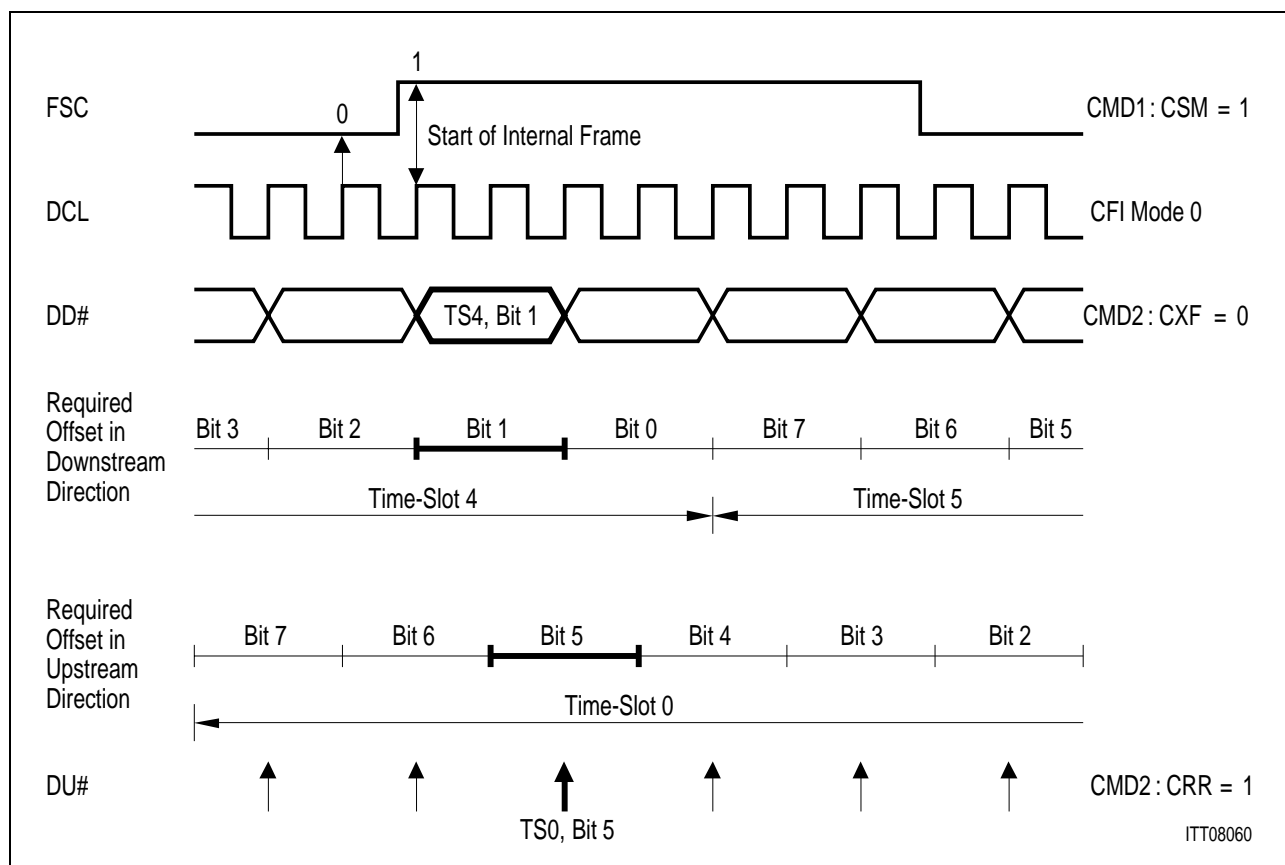 1
FSC
0
CMD1: CSM = 1
Start of Internal Frame
DCL
CFI Mode 0
DD#
TS4, Bit 1
CMD2: CXF = 0
Required
Offset in
Downstream
Direction
Bit 3 Bit 2 Bit 1 Bit 0 Bit 7 Bit 6 Bit 5
Time-Slot 4 Time-Slot 5
Required
Offset in
Upstream
Direction
Bit 7 Bit 6 Bit 5 Bit 4 Bit 3 Bit 2
Time-Slot 0
DU#
CMD2: CRR = 1
TS0, Bit 5
ITT08060